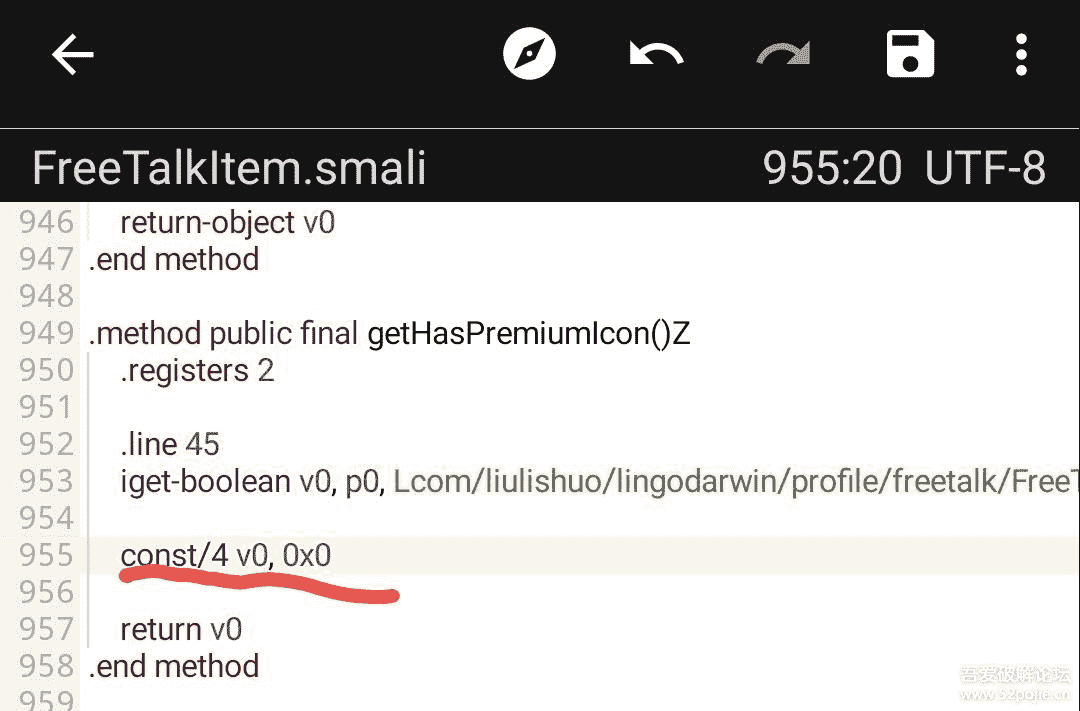 FreeTalkItem.smali 955:20 UTF-8
946 return-object v0
947 .end method
948
949 .method public final getHasPremiumIcon()Z
950 .registers 2
951
952 .line 45
953 iget-boolean v0, p0, Lcom/liulishuo/lingodarwin/profile/freetalk/FreeT
954
955 const/4 v0, 0x0
956
957 return v0
958 .end method
959
吾爱破解论坛
www.52pojie.cn